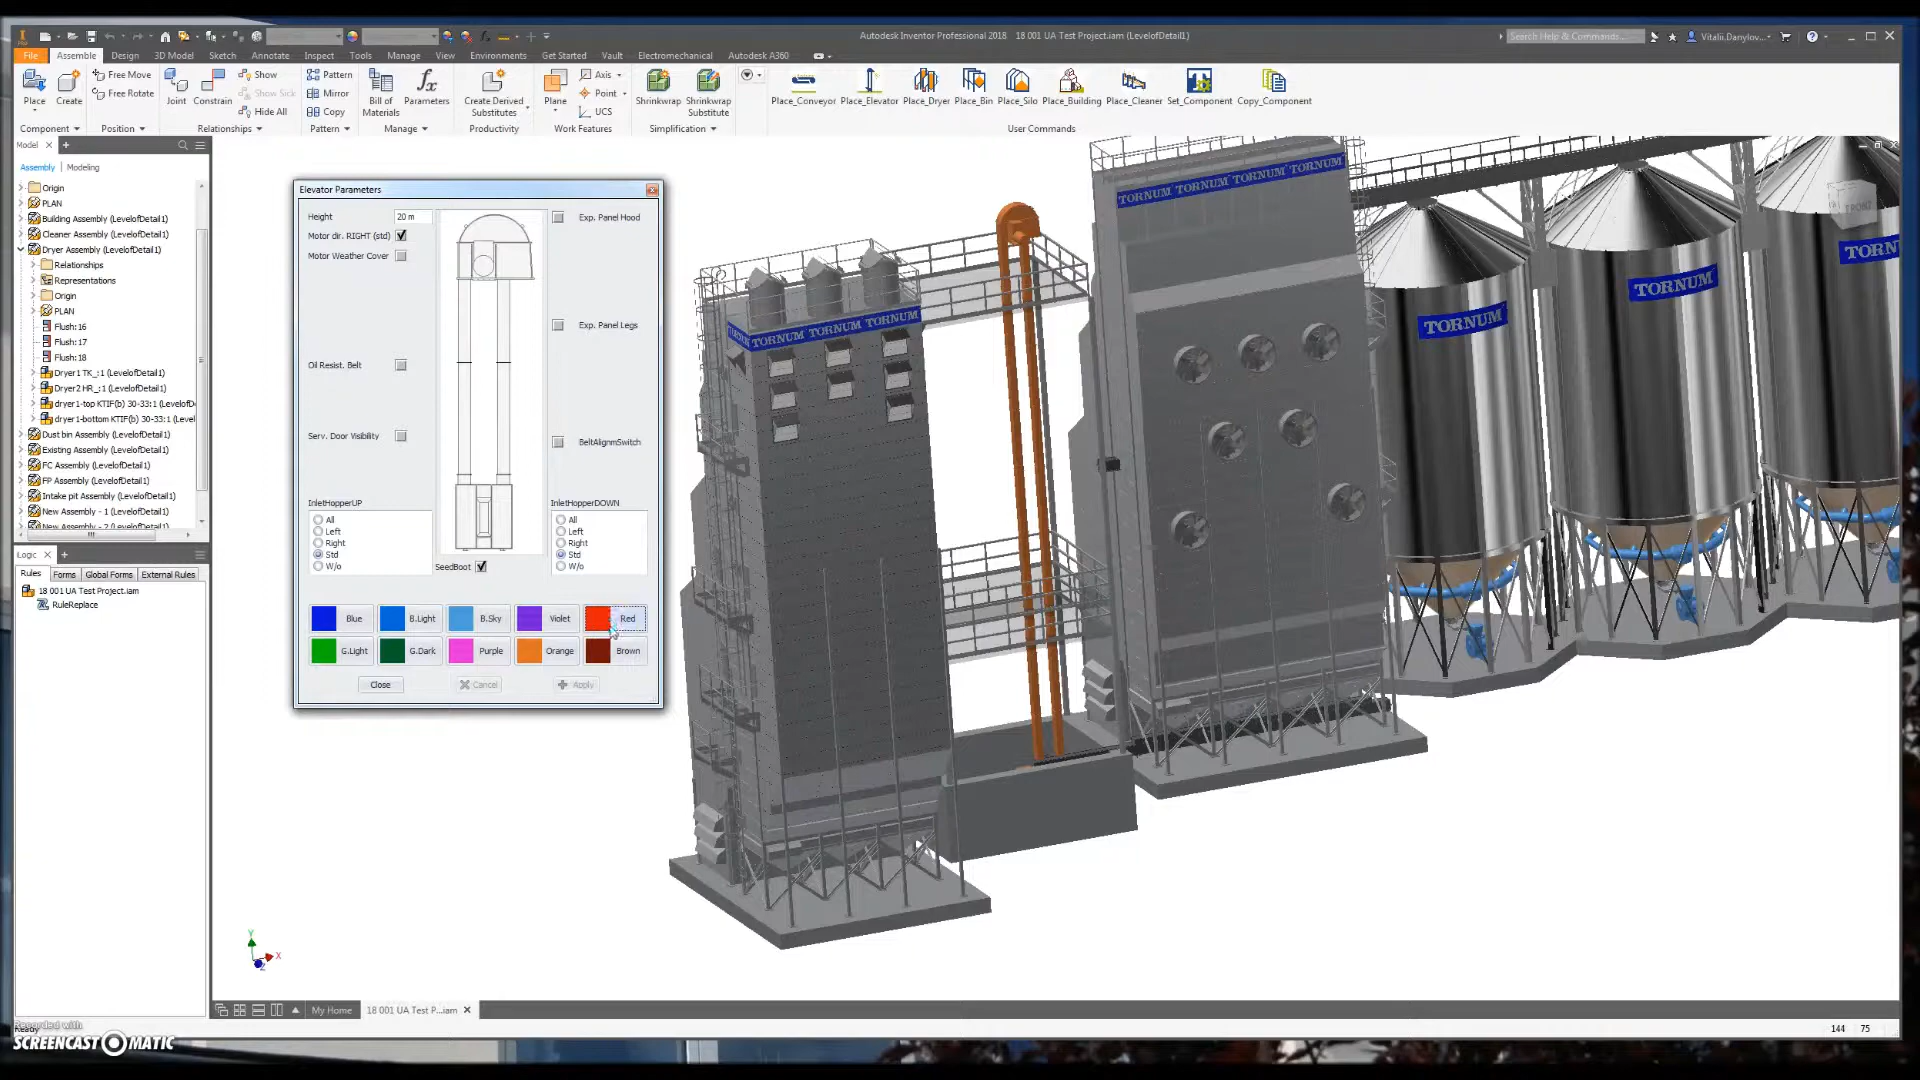 Autodesk Inventor Professional 2018 18 001 UA Test Project.iam (LevelofDetail1)
Search Help & Commands...
Vitalii.Danylov...
File Assemble Design 3D Model Sketch Annotate Inspect Tools Manage View Environments Get Started Vault Electromechanical Autodesk A360
Free Move
Free Rotate
Show
Show Sick
Hide All
Pattern
Mirror
Copy
Axis
Point
UCS
Place Create Joint Constrain Bill of Materials Parameters Create Derived Substitutes Plane Shrinkwrap Shrinkwrap Substitute
Place_Conveyor Place_Elevator Place_Dryer Place_Bin Place_Silo Place_Building Place_Cleaner Set_Component Copy_Component
Component Position Relationships Pattern Manage Productivity Work Features Simplification User Commands
Model
Assembly Modeling
Origin
PLAN
Building Assembly (LevelofDetail1)
Cleaner Assembly (LevelofDetail1)
Dryer Assembly (LevelofDetail1)
Relationships
Representations
Origin
PLAN
Flush:16
Flush:17
Flush:18
Dryer1 TK_:1 (LevelofDetail1)
Dryer2 HR_:1 (LevelofDetail1)
dryer1-top KTIF(b) 30-33:1 (LevelofD
dryer1-bottom KTIF(b) 30-33:1 (Level
Dust bin Assembly (LevelofDetail1)
Existing Assembly (LevelofDetail1)
FC Assembly (LevelofDetail1)
FP Assembly (LevelofDetail1)
Intake pit Assembly (LevelofDetail1)
New Assembly - 1 (LevelofDetail1)
New Assembly - 2 (LevelofDetail1)
Logic
Rules Forms Global Forms External Rules
18 001 UA Test Project.iam
RuleReplace
Elevator Parameters
Height 20 m
Motor dir. RIGHT (std)
Motor Weather Cover
Oil Resist. Belt
Serv. Door Visibility
Exp. Panel Hood
Exp. Panel Legs
BeltAlignmSwitch
InletHopperUP
All
Left
Right
Std
W/o
InletHopperDOWN
All
Left
Right
Std
W/o
SeedBoot
Blue B.Light B.Sky Violet Red
G.Light G.Dark Purple Orange Brown
Close Cancel Apply
TORNUM TORNUM TORNUM TORNUM
TORNUM TORNUM TORNUM
TORNUM
TORNUM
TORN
FRONT
Y
X
Z
My Home 18 001 UA Test P...iam
Ready
144 75
Recorded with
SCREENCAST MATIC